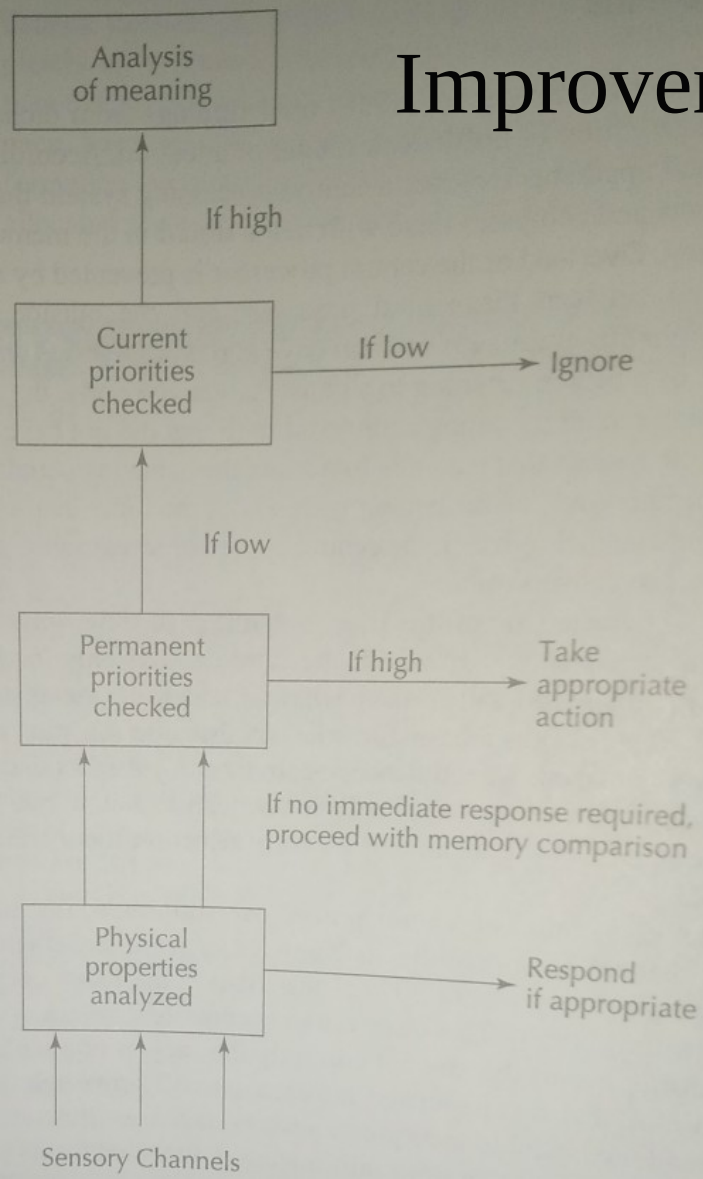 Analysis
of meaning
If high
Current
priorities
checked
If low
Ignore
If low
Permanent
priorities
checked
If high
Take
appropriate
action
If no immediate response required,
proceed with memory comparison
Physical
properties
analyzed
Respond
if appropriate
Sensory Channels